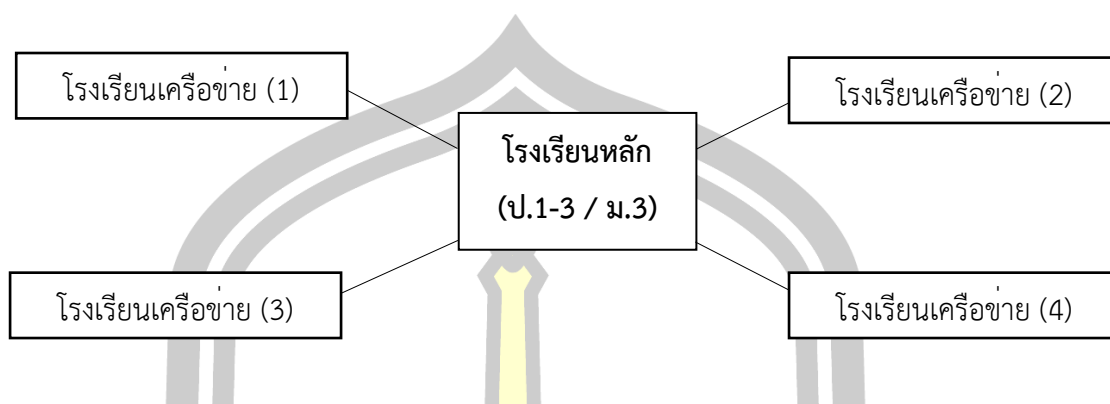 โรงเรียนเครือข่าย (1)
โรงเรียนเครือข่าย (2)
โรงเรียนหลัก
(ป.1-3 / ม.3)
โรงเรียนเครือข่าย (3)
โรงเรียนเครือข่าย (4)